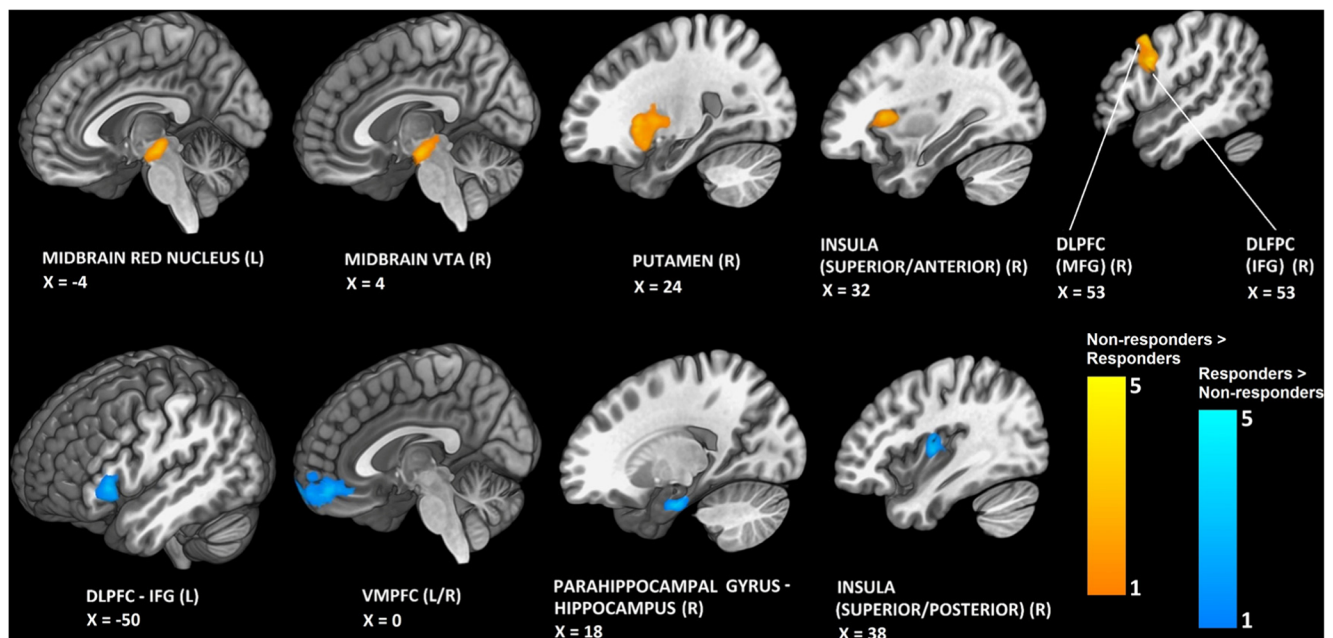 MIDBRAIN RED NUCLEUS (L)
X = -4
MIDBRAIN VTA (R)
X = 4
PUTAMEN (R)
X = 24
INSULA
(SUPERIOR/ANTERIOR) (R)
X = 32
DLPFC
(MFG) (R)
X = 53
DLFPC
(IFG) (R)
X = 53
DLPFC - IFG (L)
X = -50
VMPFC (L/R)
X = 0
PARAHIPPOCAMPAL GYRUS -
HIPPOCAMPUS (R)
X = 18
INSULA
(SUPERIOR/POSTERIOR) (R)
X = 38
Non-responders >
Responders
5
1
Responders >
Non-responders
5
1